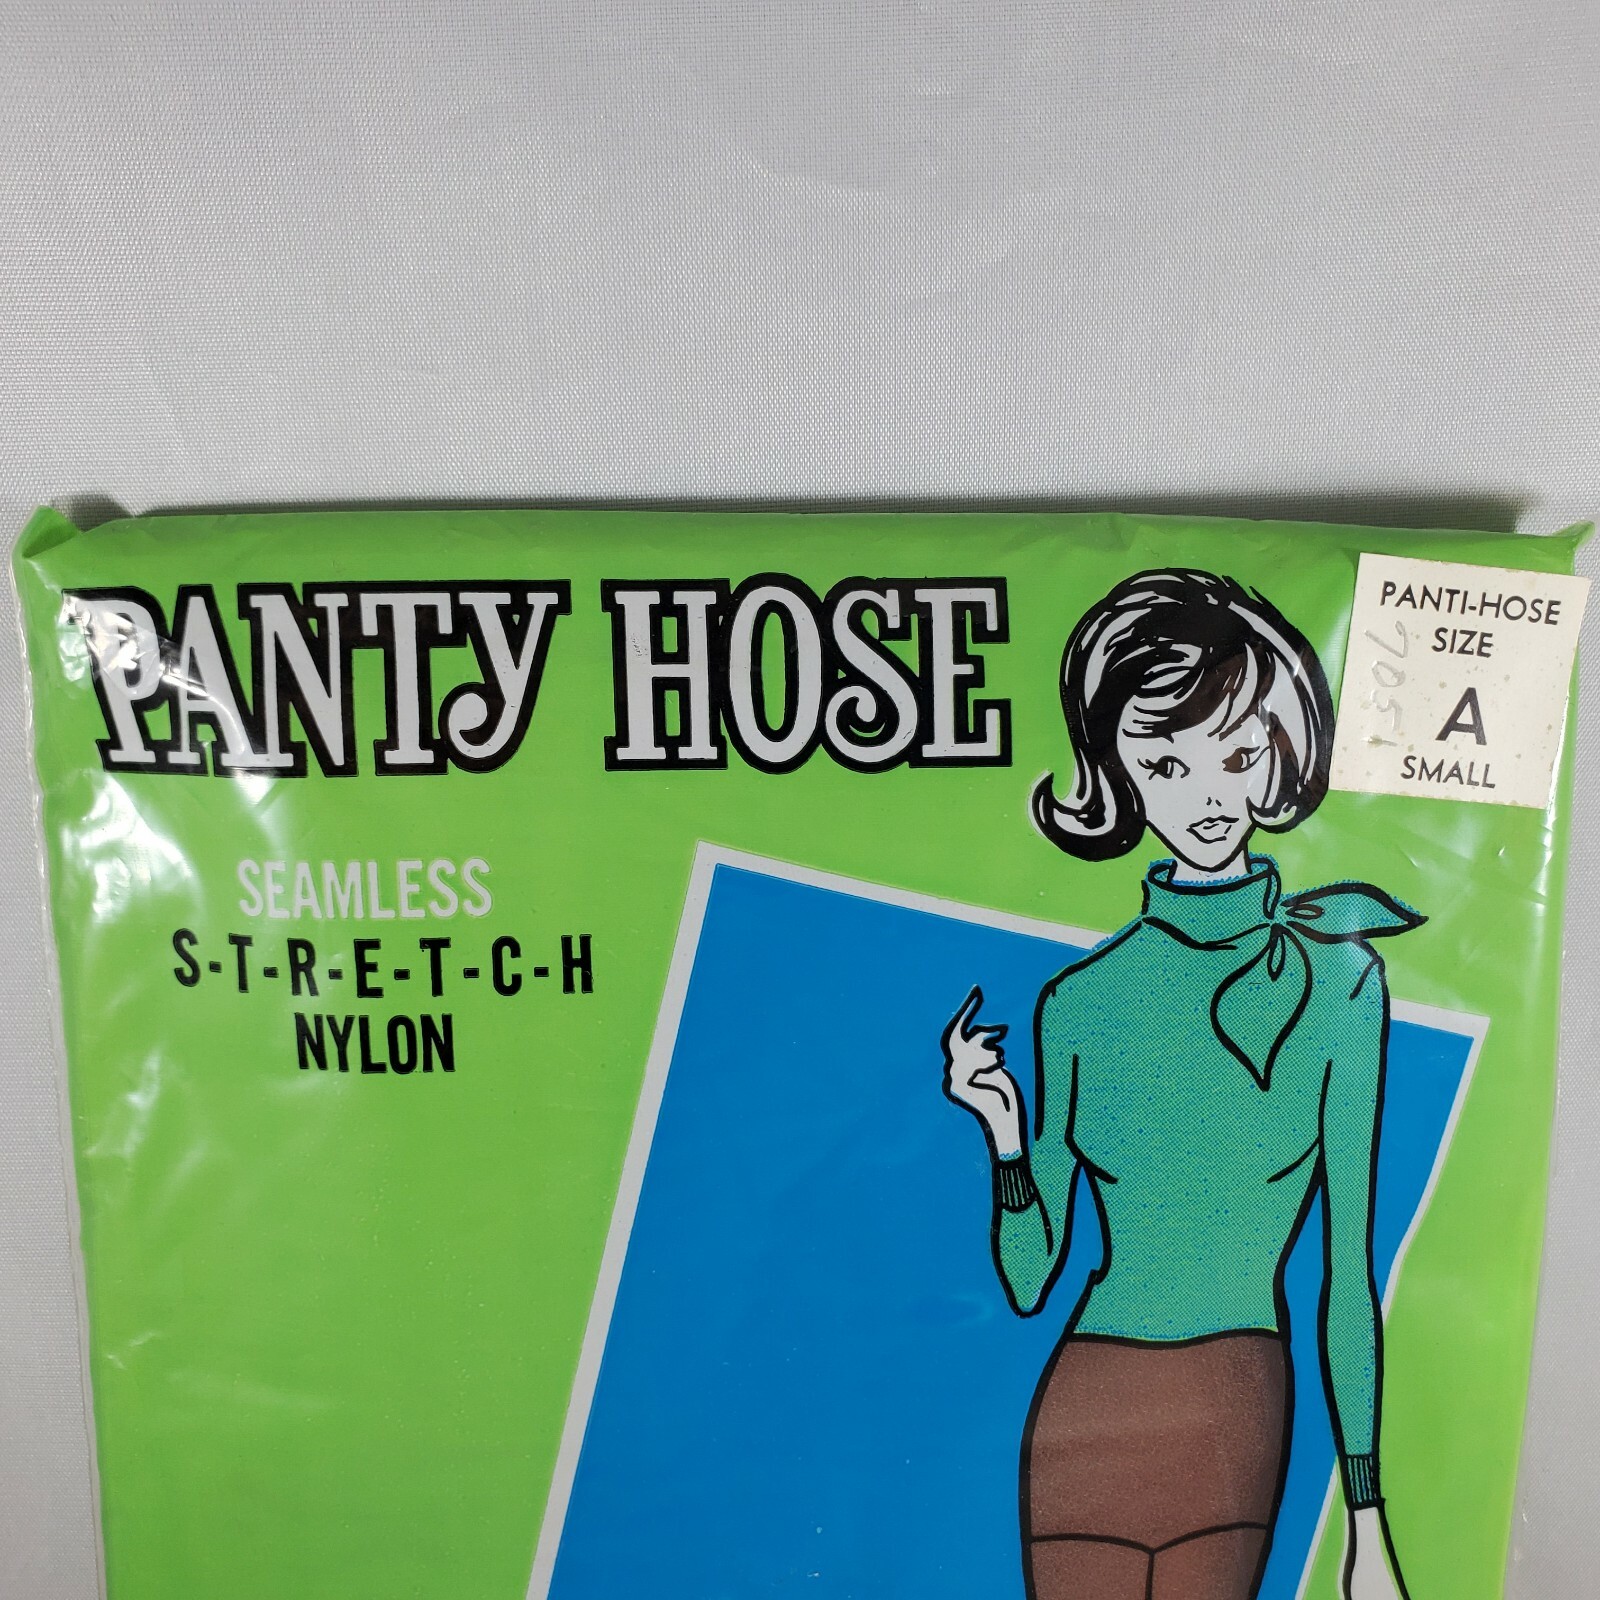 PANTY HOSE
SEAMLESS
S-T-R-E-T-C-H
NYLON
PANTI-HOSE
SIZE
A
SMALL